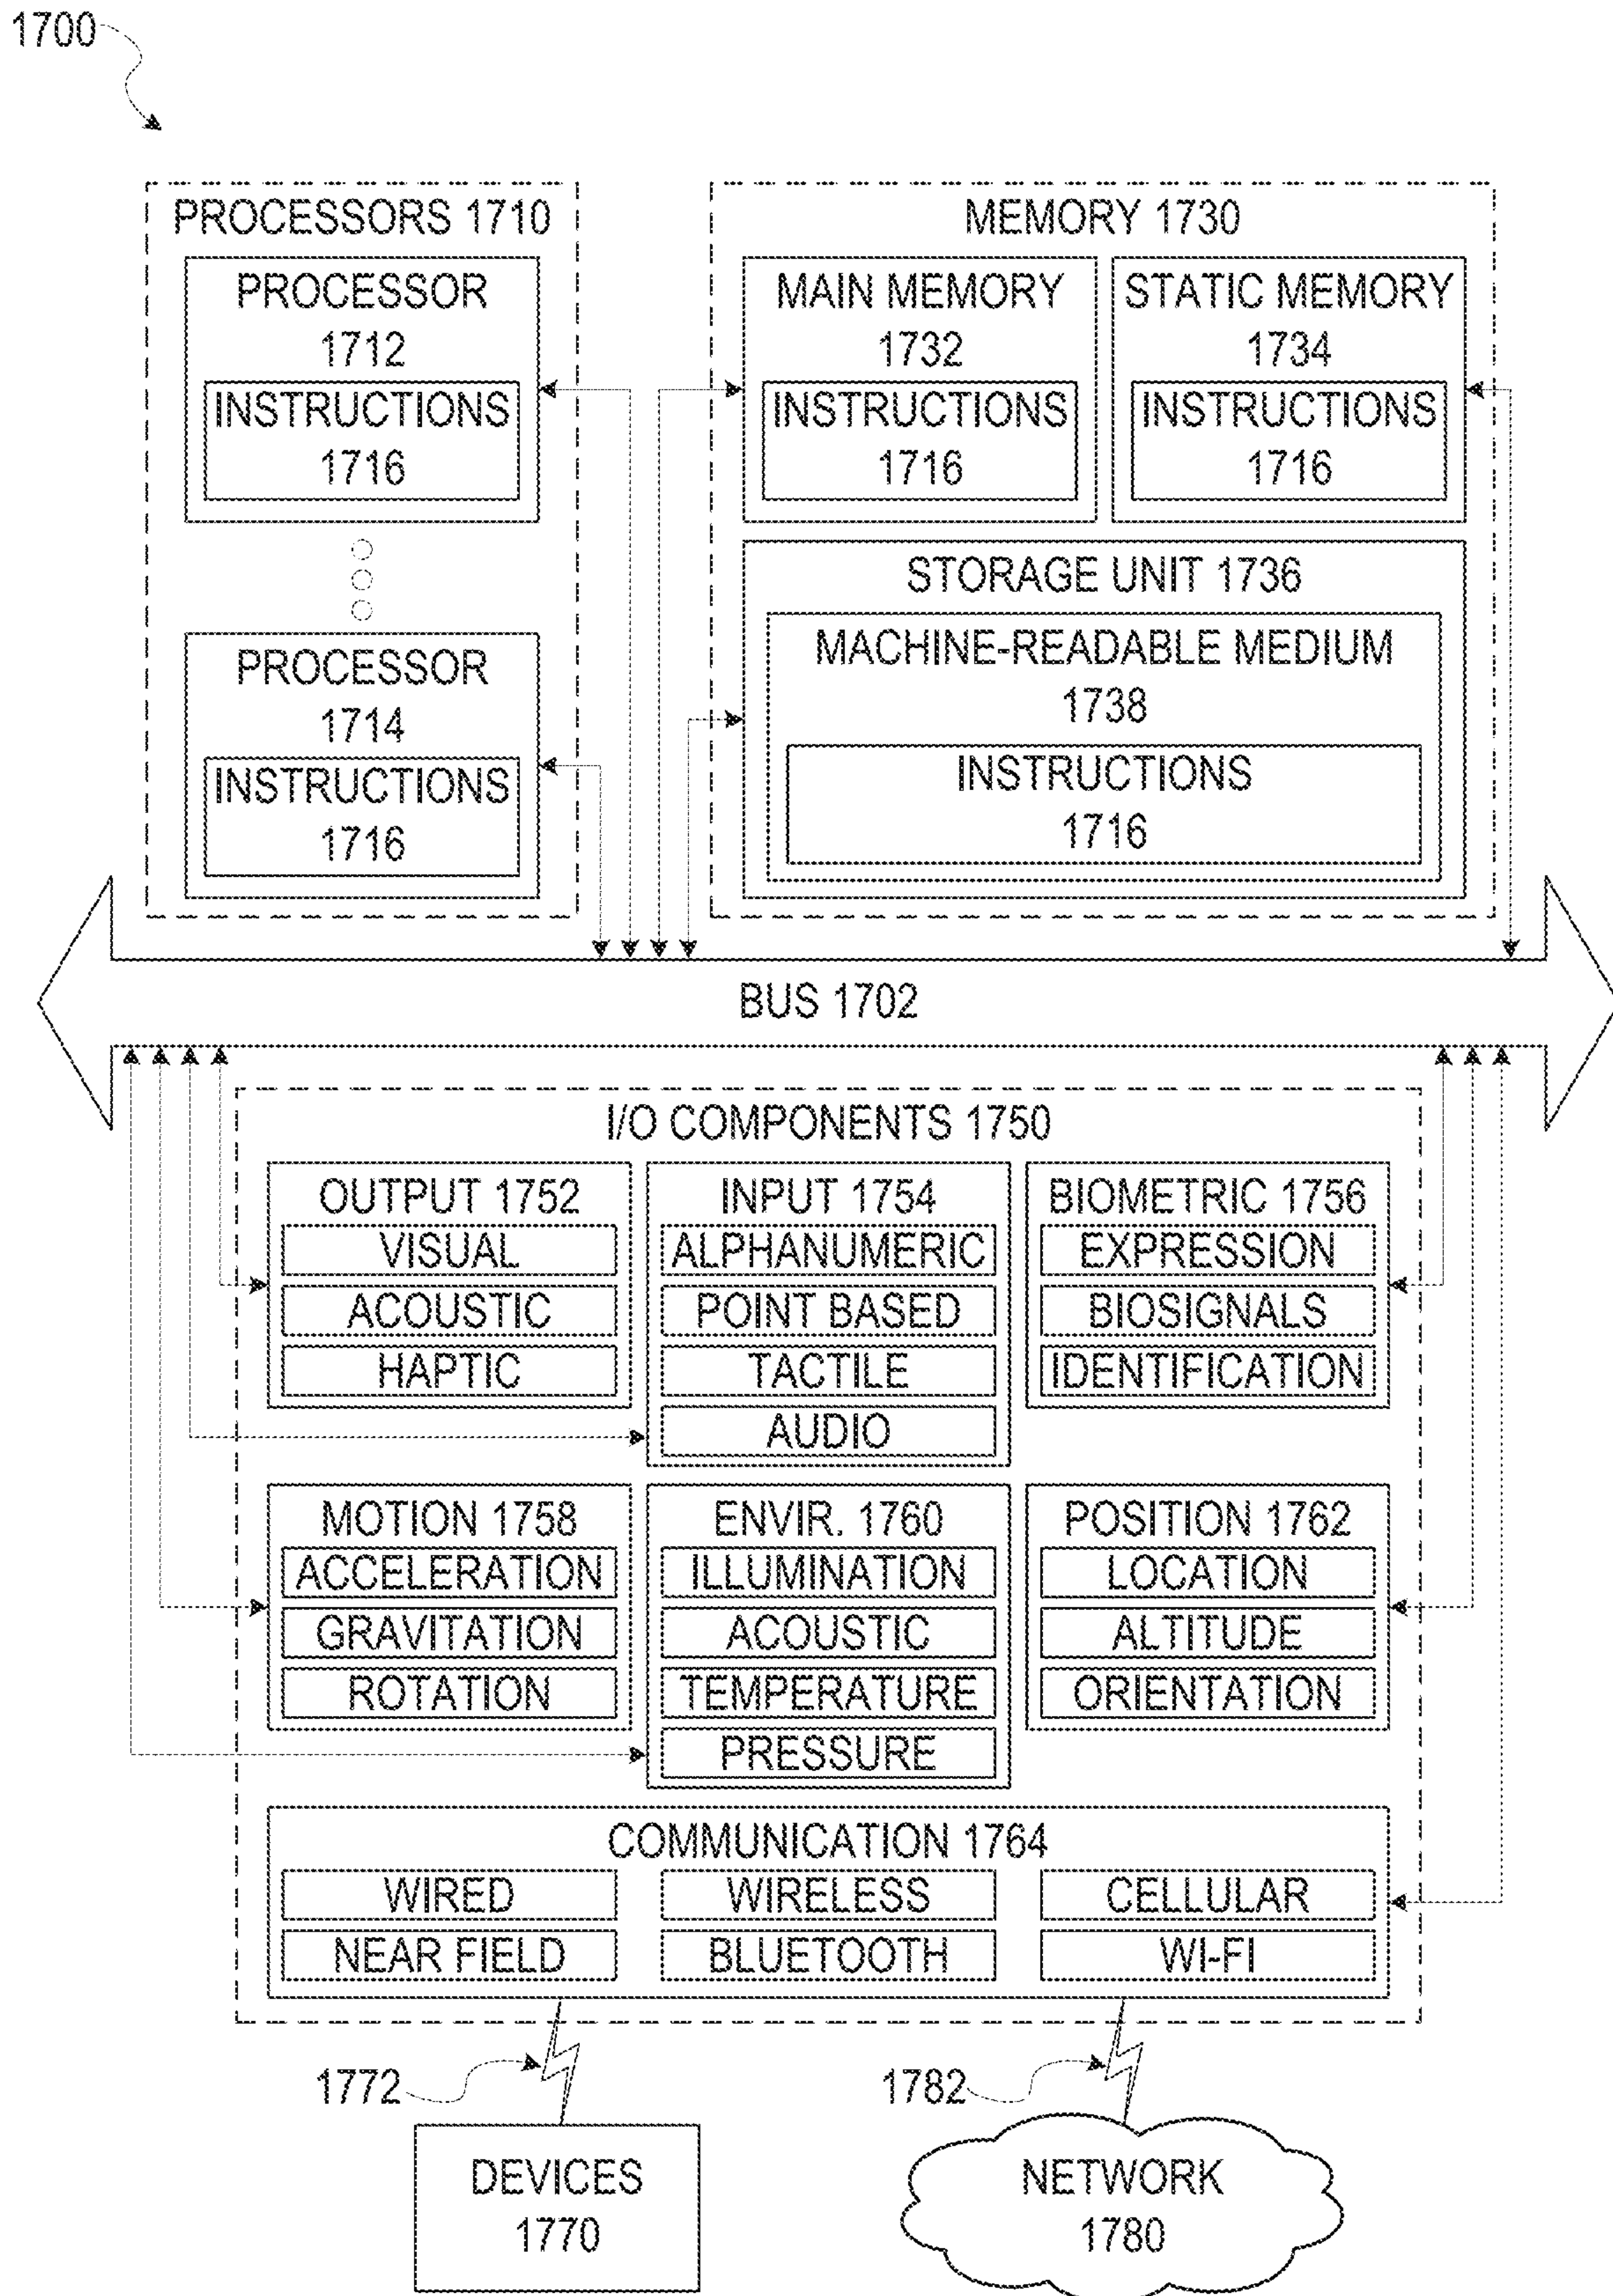 1700
PROCESSORS 1710
PROCESSOR
1712
INSTRUCTIONS
1716
PROCESSOR
1714
INSTRUCTIONS
1716
MEMORY 1730
MAIN MEMORY
1732
INSTRUCTIONS
1716
STATIC MEMORY
1734
INSTRUCTIONS
1716
STORAGE UNIT 1736
MACHINE-READABLE MEDIUM
1738
INSTRUCTIONS
1716
BUS 1702
I/O COMPONENTS 1750
OUTPUT 1752
VISUAL
ACOUSTIC
HAPTIC
INPUT 1754
ALPHANUMERIC
POINT BASED
TACTILE
AUDIO
BIOMETRIC 1756
EXPRESSION
BIOSIGNALS
IDENTIFICATION
MOTION 1758
ACCELERATION
GRAVITATION
ROTATION
ENVIR. 1760
ILLUMINATION
ACOUSTIC
TEMPERATURE
PRESSURE
POSITION 1762
LOCATION
ALTITUDE
ORIENTATION
COMMUNICATION 1764
WIRED
WIRELESS
CELLULAR
NEAR FIELD
BLUETOOTH
WI-FI
1772
1782
DEVICES
1770
NETWORK
1780